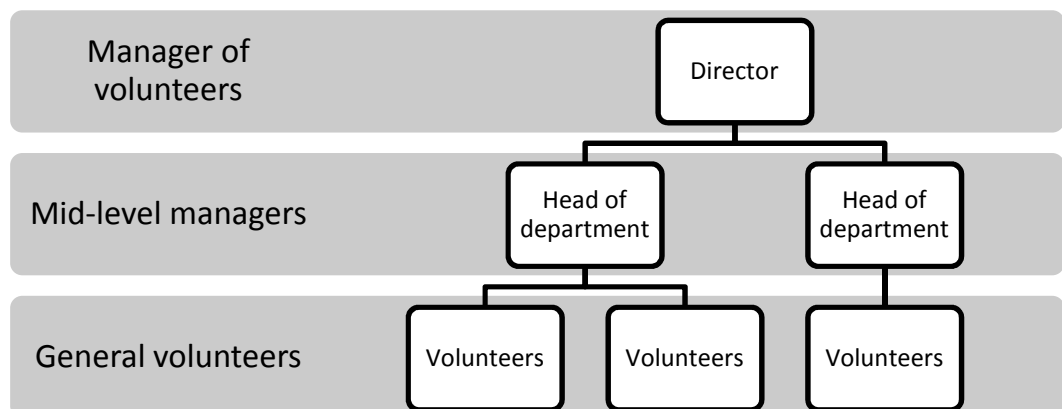 Manager of
volunteers
Director
Mid-level managers
Head of
department
Head of
department
General volunteers
Volunteers
Volunteers
Volunteers